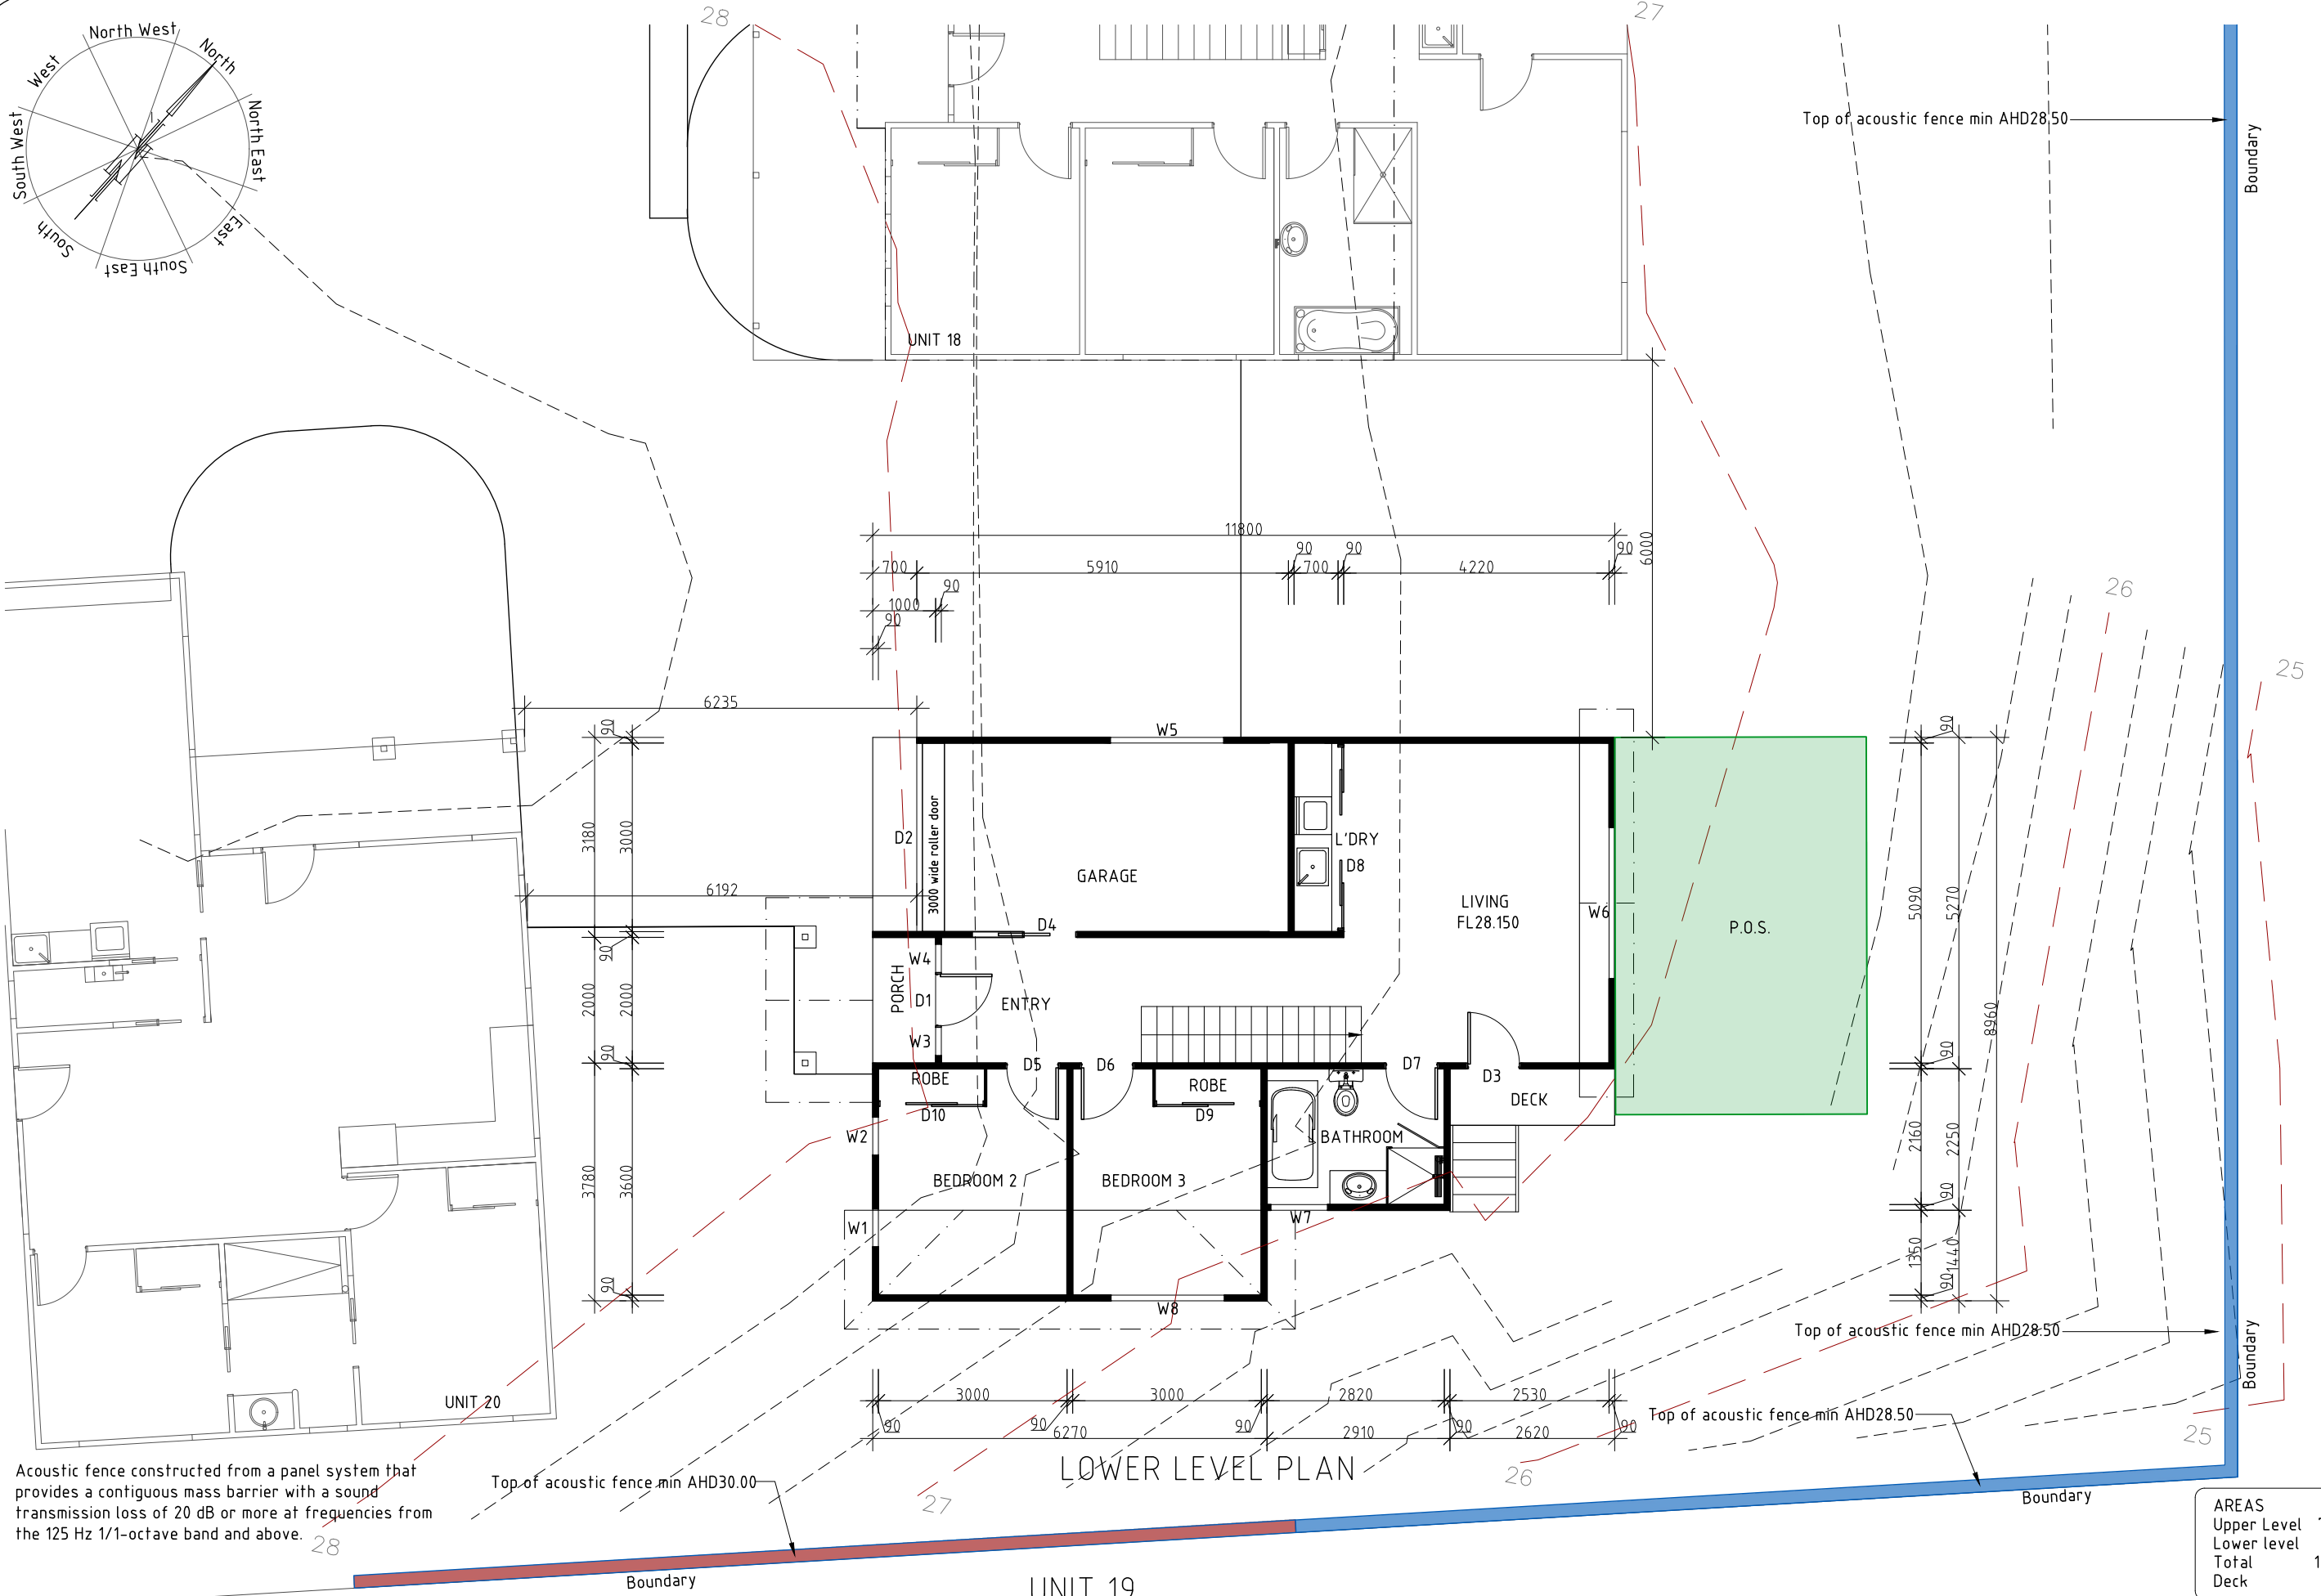 28
27
North West
North
North East
East
South East
South
South West
West
Top of acoustic fence min AHD28.50
Boundary
UNIT 18
11800
90
90
90
700
5910
700
4220
6000
90
1000
90
26
25
6235
W5
90
90
3180
3000
D2
3000 wide roller door
L'DRY
D8
GARAGE
6192
LIVING
FL28.150
W6
P.O.S.
5090
5270
8960
D4
90
W4
PORCH
D1
ENTRY
W3
2000
2000
90
D5
D6
D7
D3
90
ROBE
D10
ROBE
D9
DECK
W2
BATHROOM
2160
2250
BEDROOM 2
BEDROOM 3
3780
3600
90
W1
W7
1350
1440
90
90
W8
Top of acoustic fence min AHD28.50
Boundary
UNIT 20
3000
3000
2820
2530
90
90
90
90
90
6270
2910
2620
Top of acoustic fence min AHD28.50
25
LOWER LEVEL PLAN
26
27
28
Acoustic fence constructed from a panel system that
provides a contiguous mass barrier with a sound
transmission loss of 20 dB or more at frequencies from
the 125 Hz 1/1-octave band and above.
Top of acoustic fence min AHD30.00
Boundary
Boundary
UNIT 19
AREAS
Upper Level
Lower level
Total
Deck